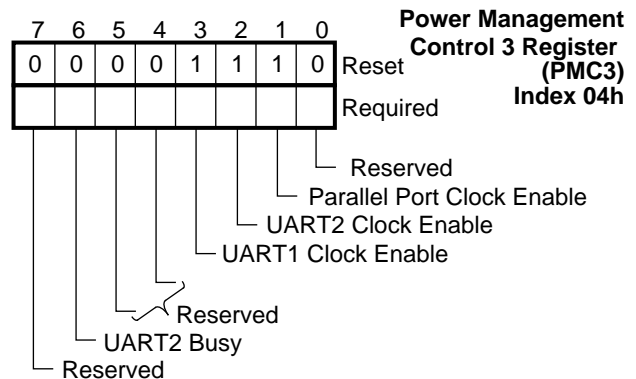 Power Management
Control 3 Register
(PMC3)
Index 04h
7 6 5 4 3 2 1 0
0 0 0 0 1 1 1 0 Reset
Required
Reserved
Parallel Port Clock Enable
UART2 Clock Enable
UART1 Clock Enable
Reserved
UART2 Busy
Reserved